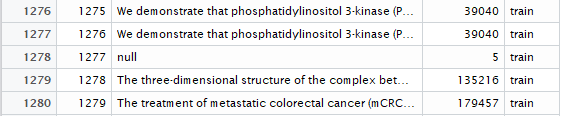 1276 1275 We demonstrate that phosphatidylinositol 3-kinase (P... 39040 train
1277 1276 We demonstrate that phosphatidylinositol 3-kinase (P... 39040 train
1278 1277 null 5 train
1279 1278 The three-dimensional structure of the complex bet... 135216 train
1280 1279 The treatment of metastatic colorectal cancer (mCRC... 179457 train